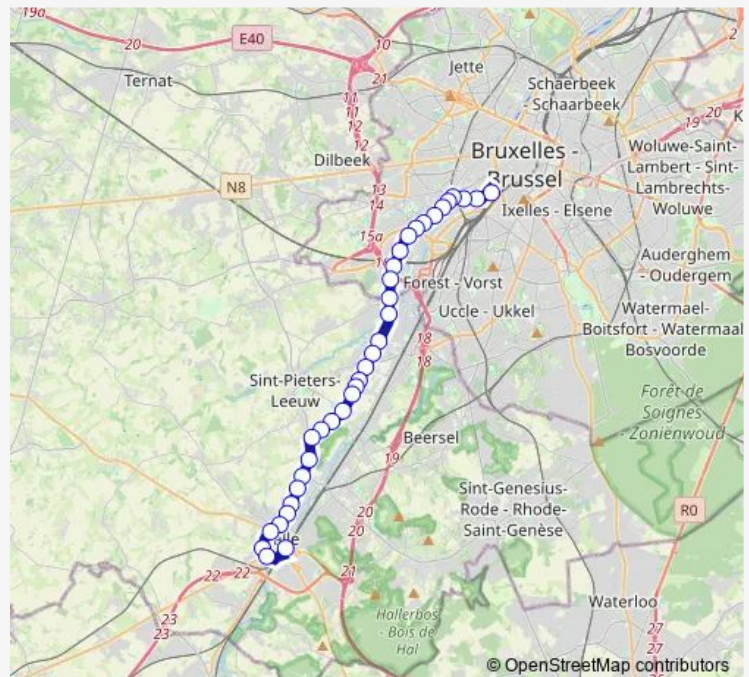 19a
20
E40
10
21
Jette
Ternat
Schaerbeek
- Schaarbeek
11
11
12
12
19
20
2
Dilbeek
Bruxelles -
Brussel
Woluwe-Saint-
Lambert - Sint-
Lambrechts-
Woluwe
N8
13
14
Ixelles - Elsene
15a
Auderghem
- Oudergem
Forest - Vorst
Uccle - Ukkel
Watermael-
Boitsfort - Watermaal
Bosvoorde
18
18
Sint-Pieters-
Leeuw
Forêt de
Soignes
- Zoniënwoud
Beersel
19
Sint-Genesius-
Rode - Rhode-
Saint-Genèse
R0
20
20
22
22
21
23
23
Hallerbos
- Bois de
Hal
Waterloo
27
27
© OpenStreetMap contributors